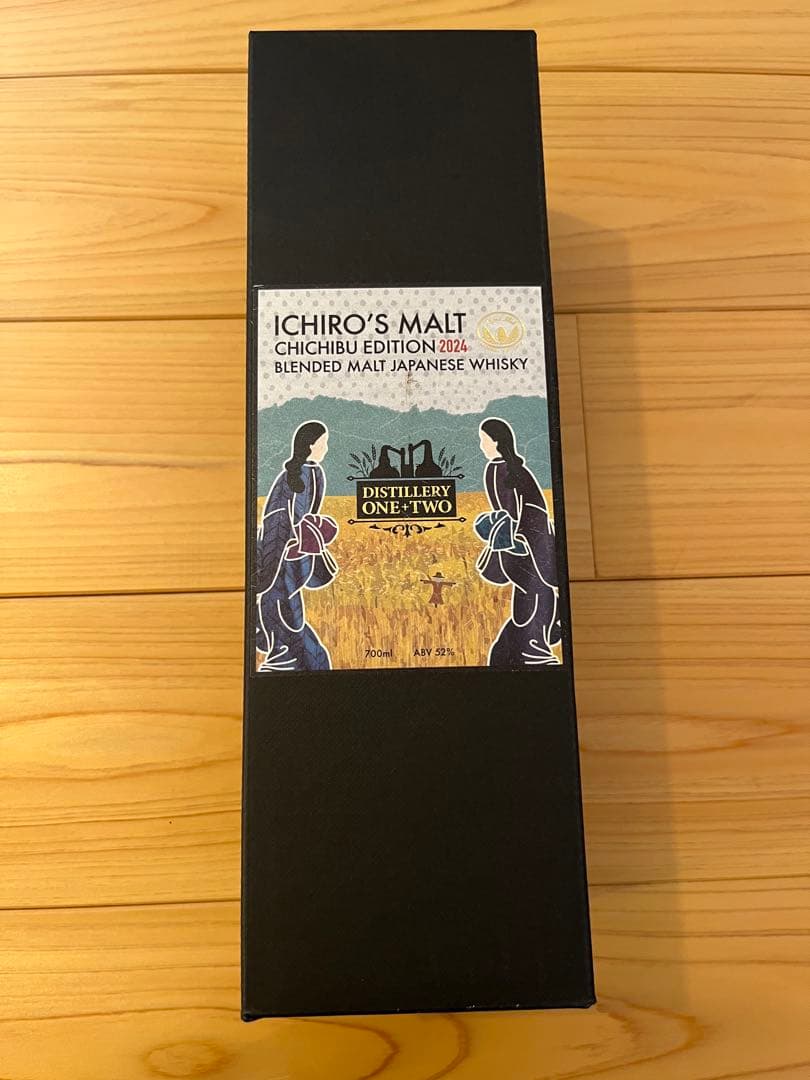 ICHIRO'S MALT
CHICHIBU EDITION 2024
BLENDED MALT JAPANESE WHISKY
DISTILLERY
ONE+TWO
700ml ABV 52%